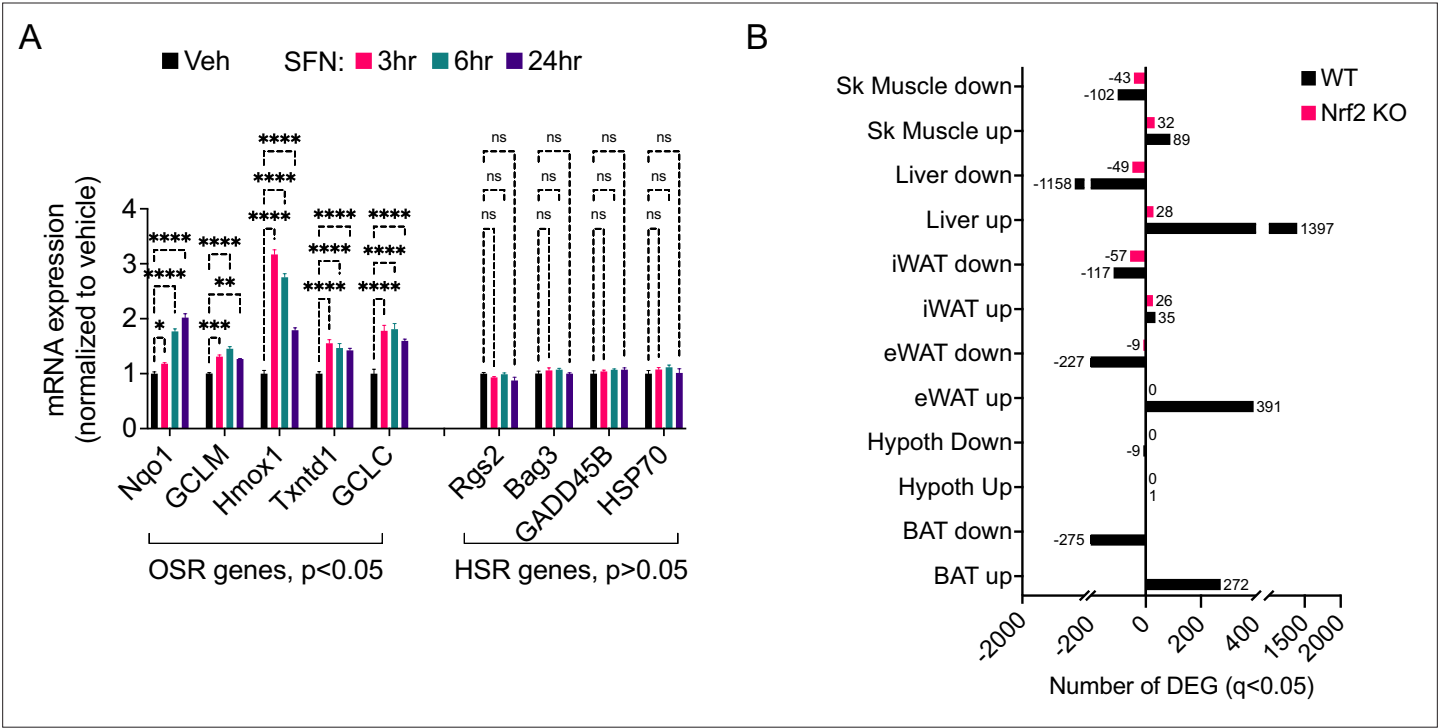 A
Veh SFN: 3hr 6hr 24hr
mRNA expression
(normalized to vehicle)
4
3
2
1
0
**** **** * **** ** *** **** **** **** **** **** **** **** **** ****
ns ns ns ns
ns ns ns ns
ns ns ns ns
Nqo1 GCLM Hmox1 Txntd1 GCLC Rgs2 Bag3 GADD45B HSP70
OSR genes, p<0.05 HSR genes, p>0.05
B
WT
Nrf2 KO
Sk Muscle down -43 -102
Sk Muscle up 32 89
Liver down -49 -1158
Liver up 28 1397
iWAT down -57 -117
iWAT up 26 35
eWAT down -9 -227
eWAT up 0 391
Hypoth Down 0 -9
Hypoth Up 0 1
BAT down -275
BAT up 272
-2000 -200 0 200 400 1500 2000
Number of DEG (q<0.05)